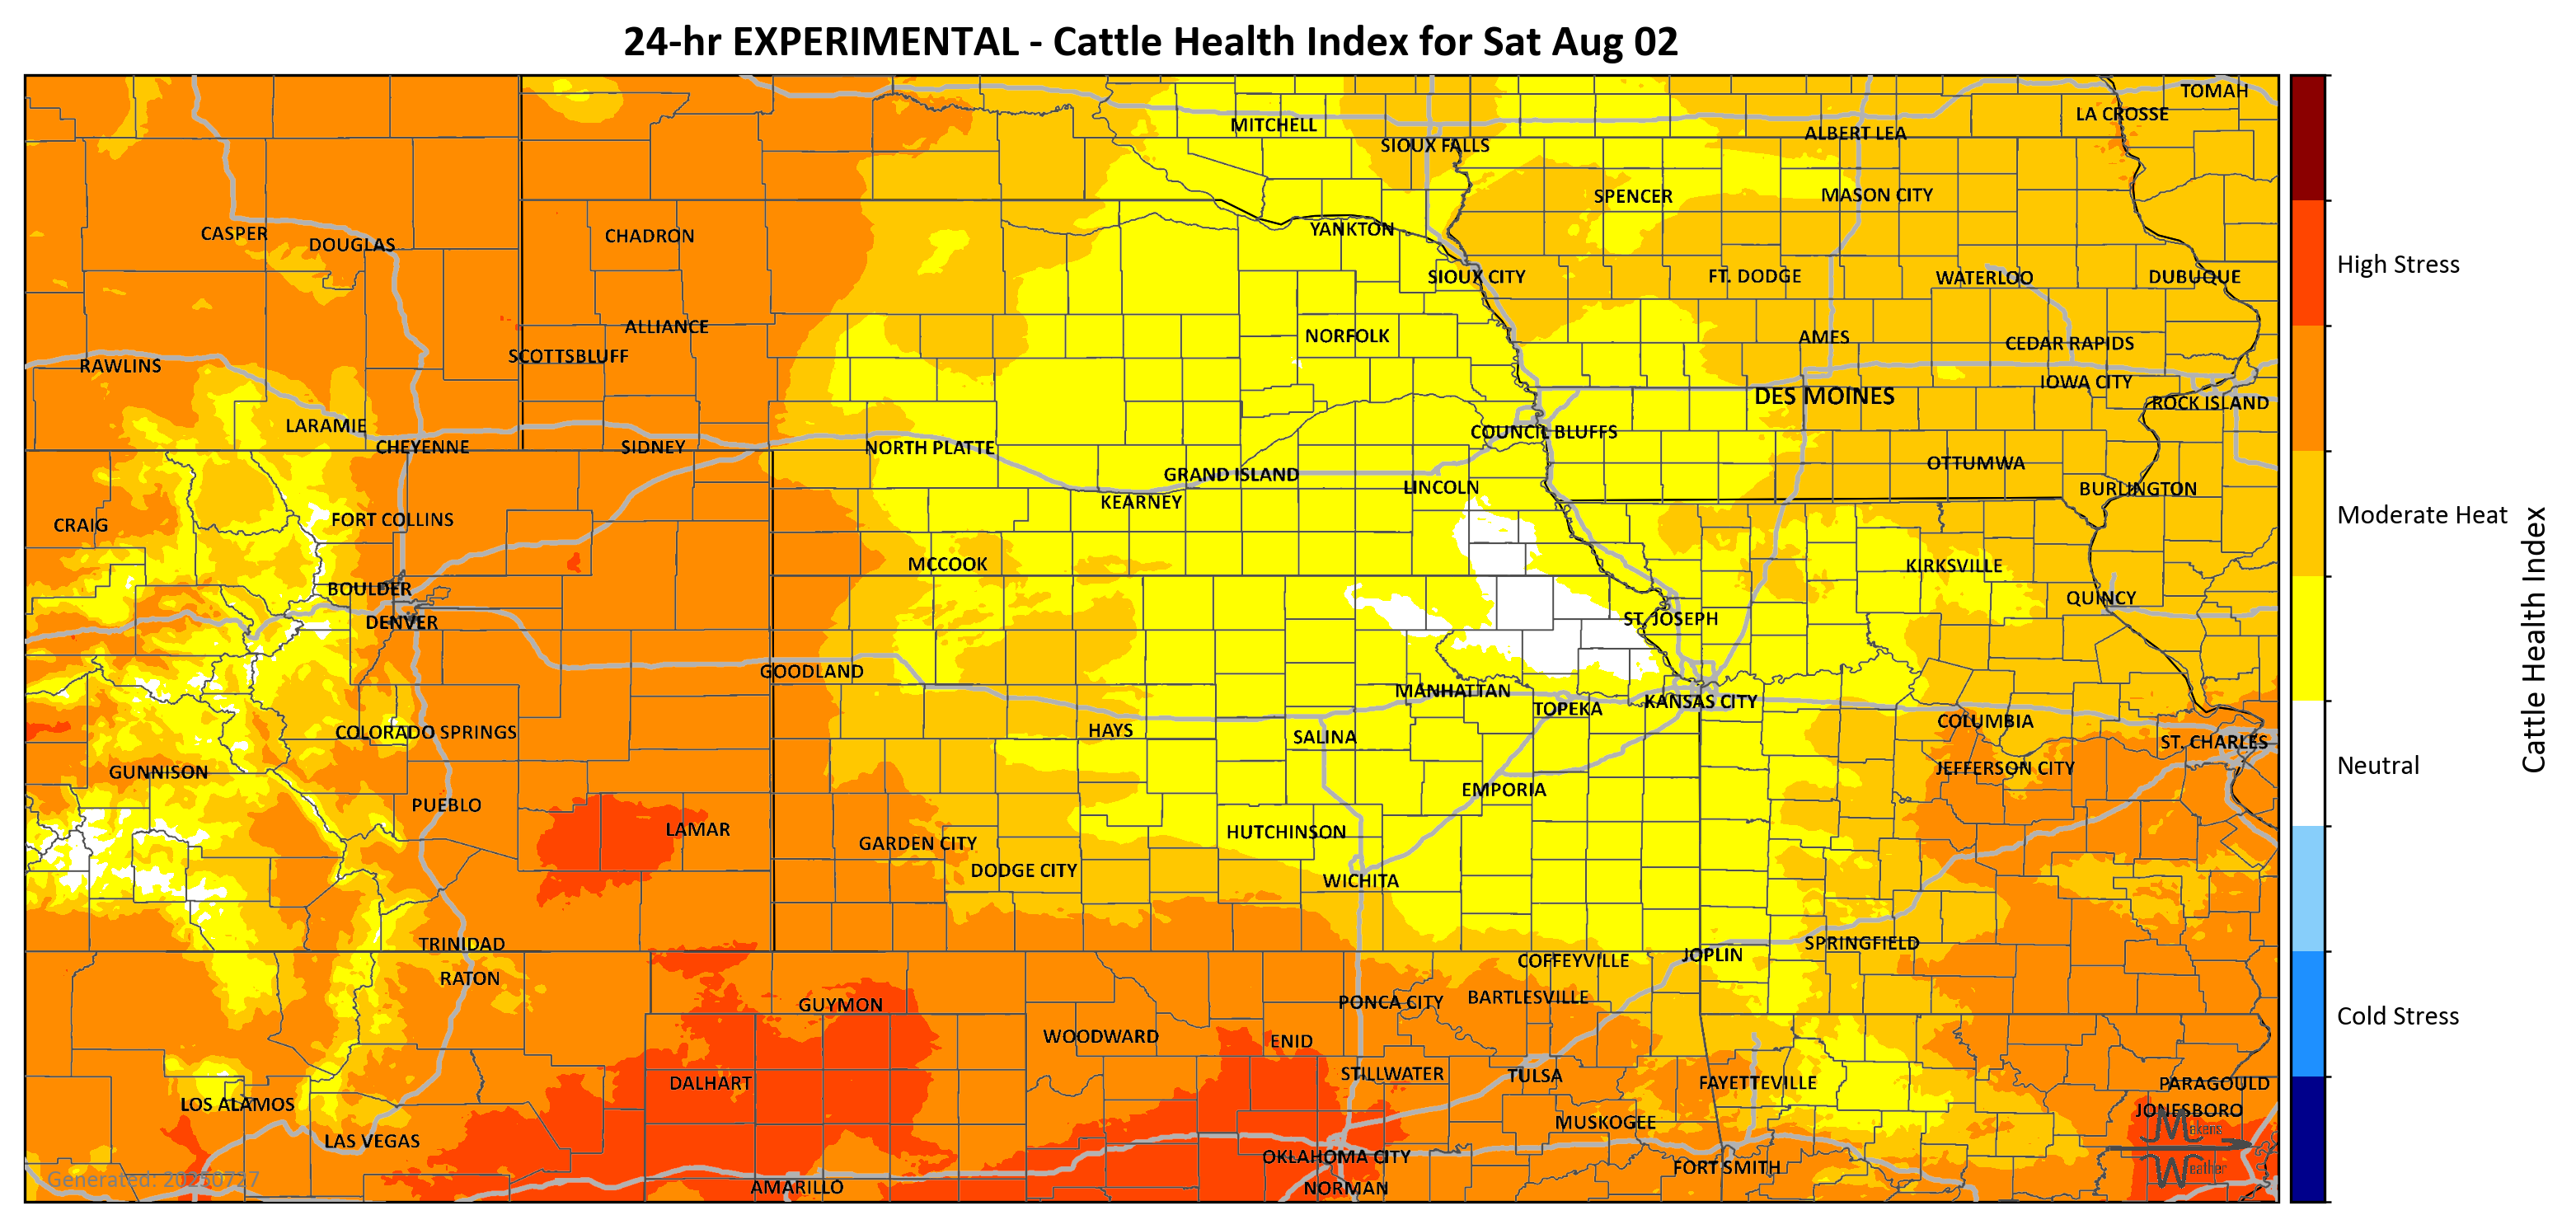 24-hr EXPERIMENTAL - Cattle Health Index for Sat Aug 02
TOMAH
LA CROSSE
MITCHELL
ALBERT LEA
SIOUX FALLS
SPENCER
MASON CITY
CASPER
DOUGLAS
CHADRON
YANKTON
SIOUX CITY
FT. DODGE
WATERLOO
DUBUQUE
High Stress
ALLIANCE
NORFOLK
AMES
CEDAR RAPIDS
SCOTTSBLUFF
RAWLINS
IOWA CITY
DES MOINES
ROCK ISLAND
LARAMIE
CHEYENNE
SIDNEY
NORTH PLATTE
COUNCIL BLUFFS
GRAND ISLAND
OTTUMWA
LINCOLN
BURLINGTON
KEARNEY
CRAIG
FORT COLLINS
Moderate Heat
MCCOOK
KIRKSVILLE
BOULDER
QUINCY
DENVER
ST. JOSEPH
Cattle Health Index
GOODLAND
MANHATTAN
TOPEKA
KANSAS CITY
COLORADO SPRINGS
HAYS
SALINA
COLUMBIA
ST. CHARLES
GUNNISON
JEFFERSON CITY
Neutral
PUEBLO
EMPORIA
LAMAR
GARDEN CITY
HUTCHINSON
DODGE CITY
WICHITA
TRINIDAD
SPRINGFIELD
RATON
COFFEYVILLE
JOPLIN
GUYMON
PONCA CITY
BARTLESVILLE
Cold Stress
WOODWARD
ENID
DALHART
STILLWATER
TULSA
FAYETTEVILLE
PARAGOULD
LOS ALAMOS
JONESBORO
LAS VEGAS
MUSKOGEE
Makens
OKLAHOMA CITY
FORT SMITH
Weather
Generated: 20250727
AMARILLO
NORMAN